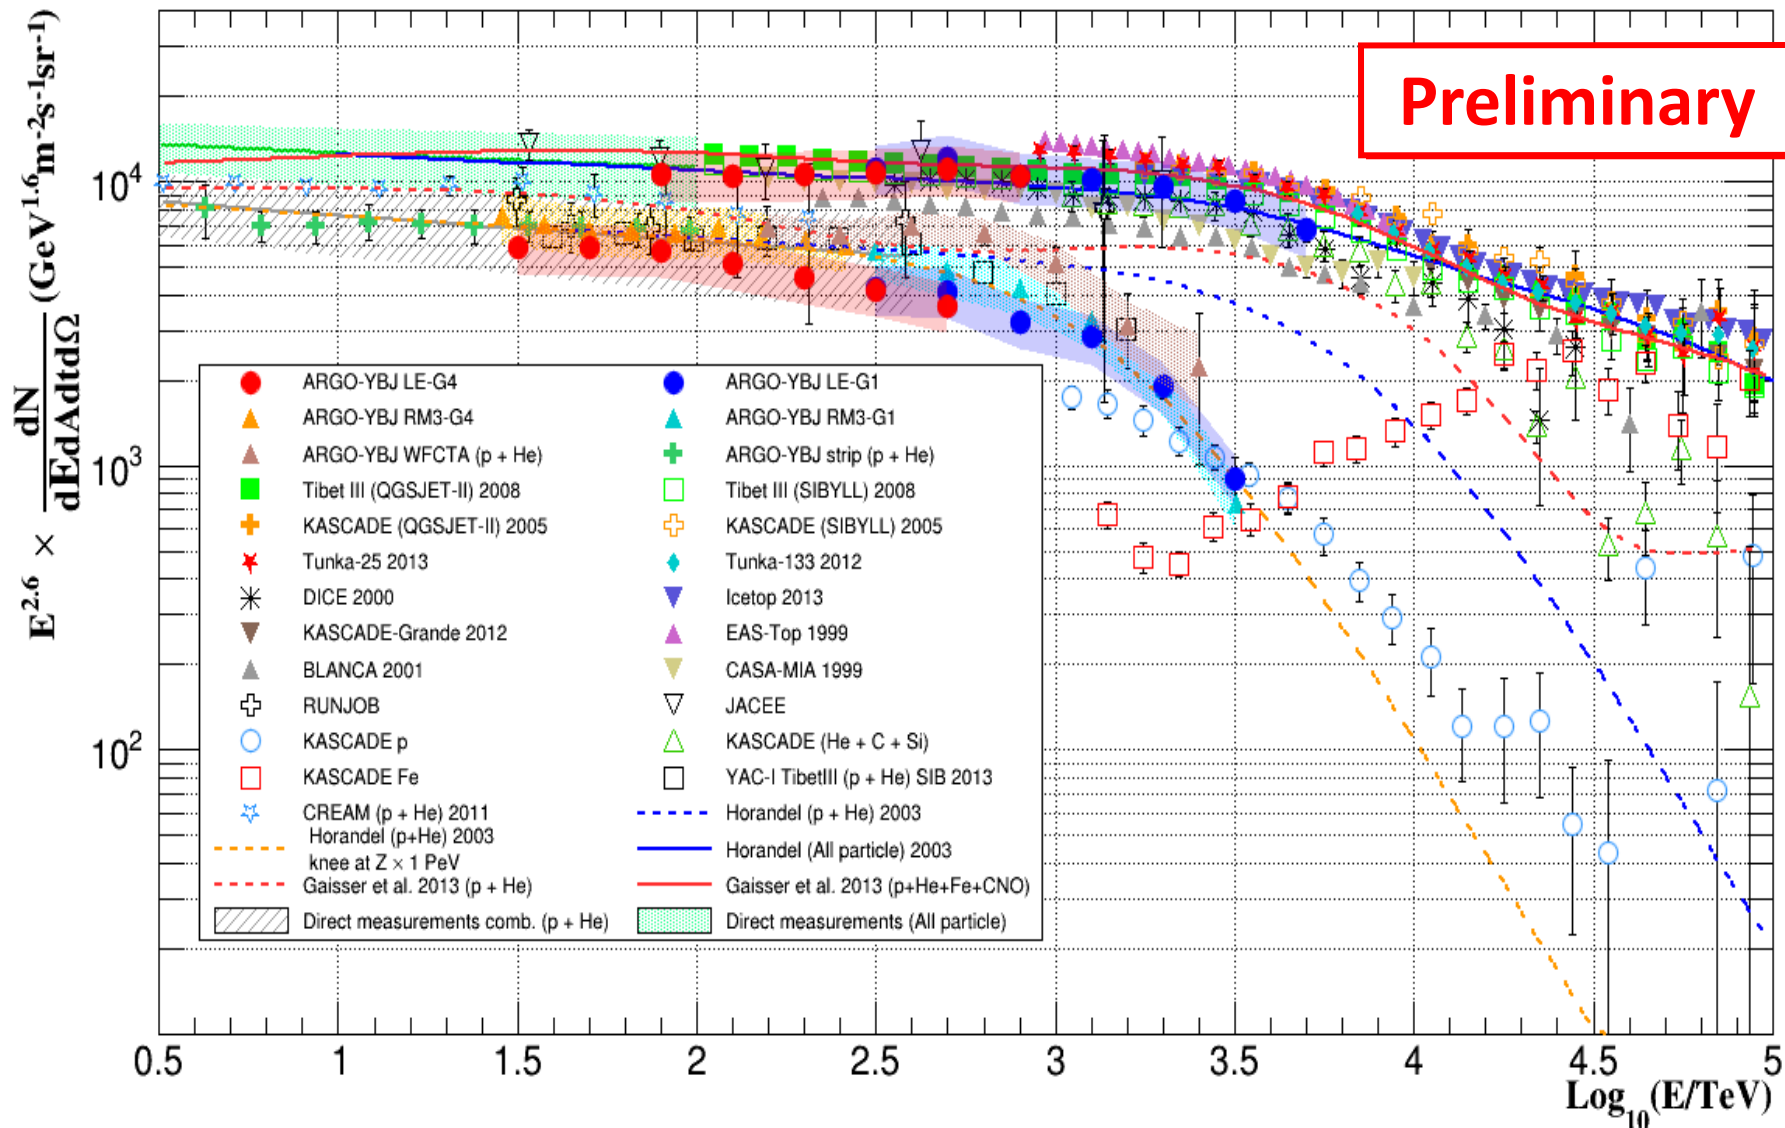 Preliminary
E^2.6 × dN/dEdAdtdΩ (GeV^1.6 m^-2 s^-1 sr^-1)
10^4
10^3
10^2
ARGO-YBJ LE-G4
ARGO-YBJ LE-G1
ARGO-YBJ RM3-G4
ARGO-YBJ RM3-G1
ARGO-YBJ WFCTA (p + He)
ARGO-YBJ strip (p + He)
Tibet III (QGSJET-II) 2008
Tibet III (SIBYLL) 2008
KASCADE (QGSJET-II) 2005
KASCADE (SIBYLL) 2005
Tunka-25 2013
Tunka-133 2012
DICE 2000
Icetop 2013
KASCADE-Grande 2012
EAS-Top 1999
BLANCA 2001
CASA-MIA 1999
RUNJOB
JACEE
KASCADE p
KASCADE (He + C + Si)
KASCADE Fe
YAC-I TibetIII (p + He) SIB 2013
CREAM (p + He) 2011
Horandel (p + He) 2003
Horandel (p+He) 2003
knee at Z × 1 PeV
Horandel (All particle) 2003
Gaisser et al. 2013 (p + He)
Gaisser et al. 2013 (p+He+Fe+CNO)
Direct measurements comb. (p + He)
Direct measurements (All particle)
0.5 1 1.5 2 2.5 3 3.5 4 4.5 5
Log10(E/TeV)